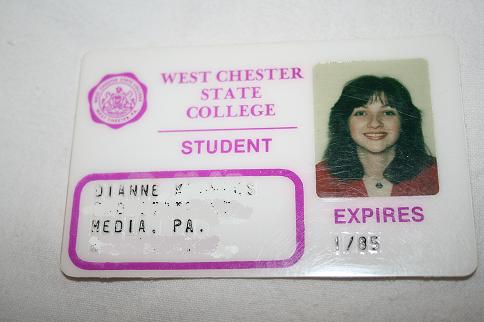 WEST CHESTER
STATE
COLLEGE
STUDENT
DIANNE
MEDIA, PA.
EXPIRES
1/85